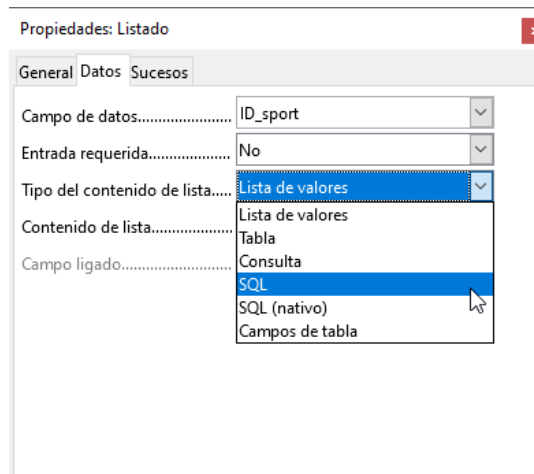 Propiedades: Listado
General Datos Sucesos
Campo de datos...................... ID_sport
Entrada requerida.................... No
Tipo del contenido de lista..... Lista de valores
Lista de valores
Contenido de lista....................
Tabla
Consulta
Campo ligado...........................
SQL
SQL (nativo)
Campos de tabla